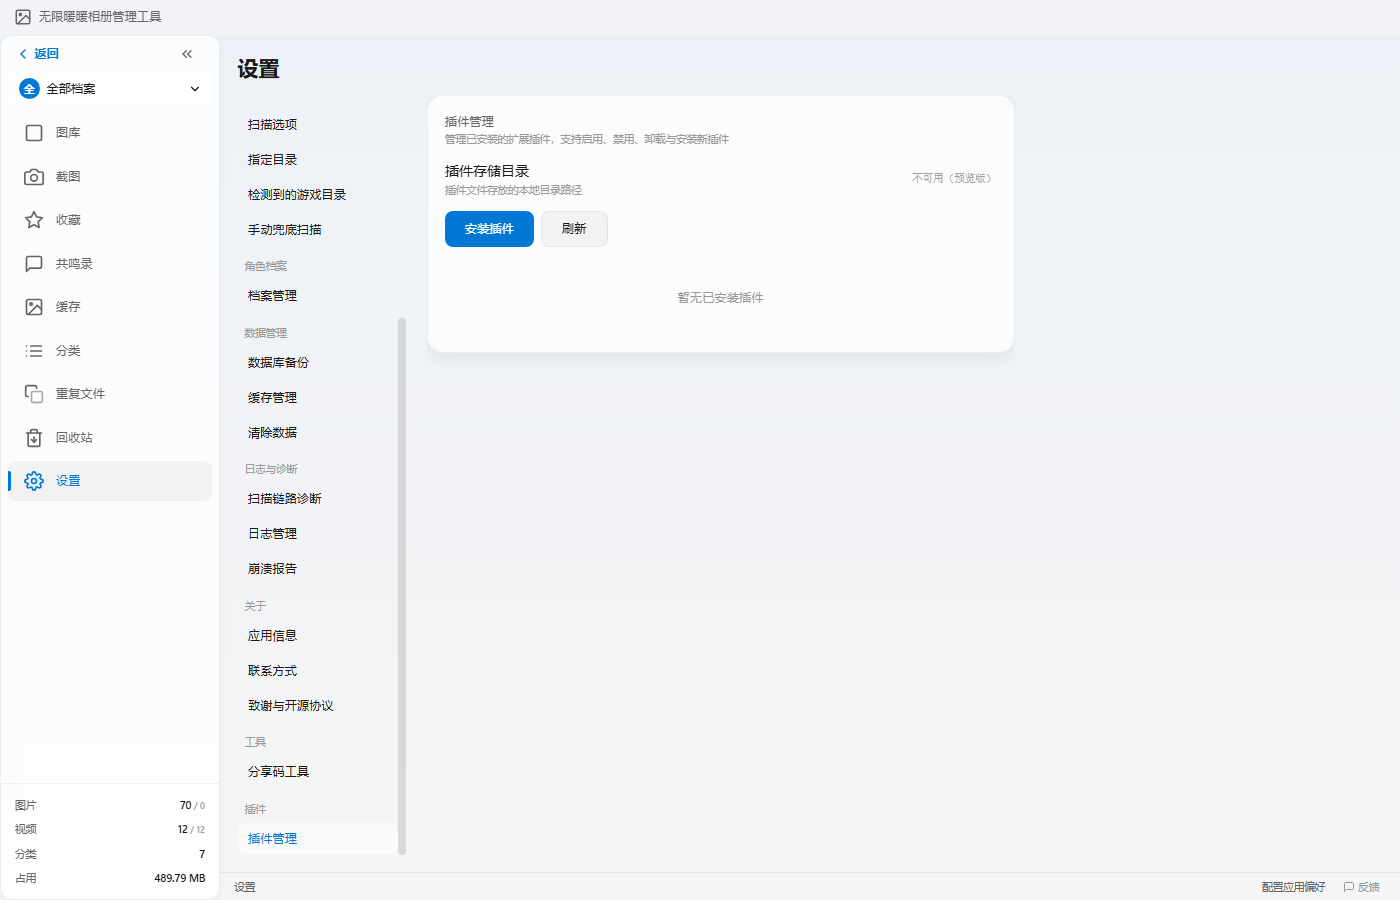 无限暖暖相册管理工具
返回
全 全部档案
图库
截图
收藏
共鸣录
缓存
分类
重复文件
回收站
设置
图片 70 / 0
视频 12 / 12
分类 7
占用 489.79 MB
设置
扫描选项
指定目录
检测到的游戏目录
手动兜底扫描
角色档案
档案管理
数据管理
数据库备份
缓存管理
清除数据
日志与诊断
扫描链路诊断
日志管理
崩溃报告
关于
应用信息
联系方式
致谢与开源协议
工具
分享码工具
插件
插件管理
插件管理
管理已安装的扩展插件，支持启用、禁用、卸载与安装新插件
插件存储目录
插件文件存放的本地目录路径
不可用（预览版）
安装插件 刷新
暂无已安装插件
设置
配置应用偏好 反馈